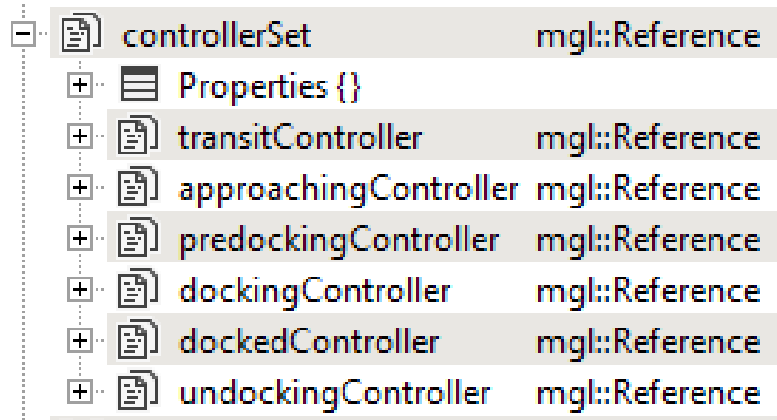 controllerSet mgl::Reference
Properties {}
transitController mgl::Reference
approachingController mgl::Reference
predockingController mgl::Reference
dockingController mgl::Reference
dockedController mgl::Reference
undockingController mgl::Reference